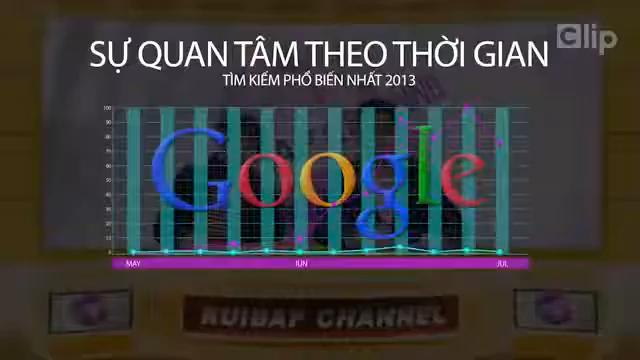 Clip
SỰ QUAN TÂM THEO THỜI GIAN
TÌM KIẾM PHỔ BIẾN NHẤT 2013
100
90
80
70
60
50
40
30
20
10
0
Google
MAY
JUN
JUL
CHANNEL